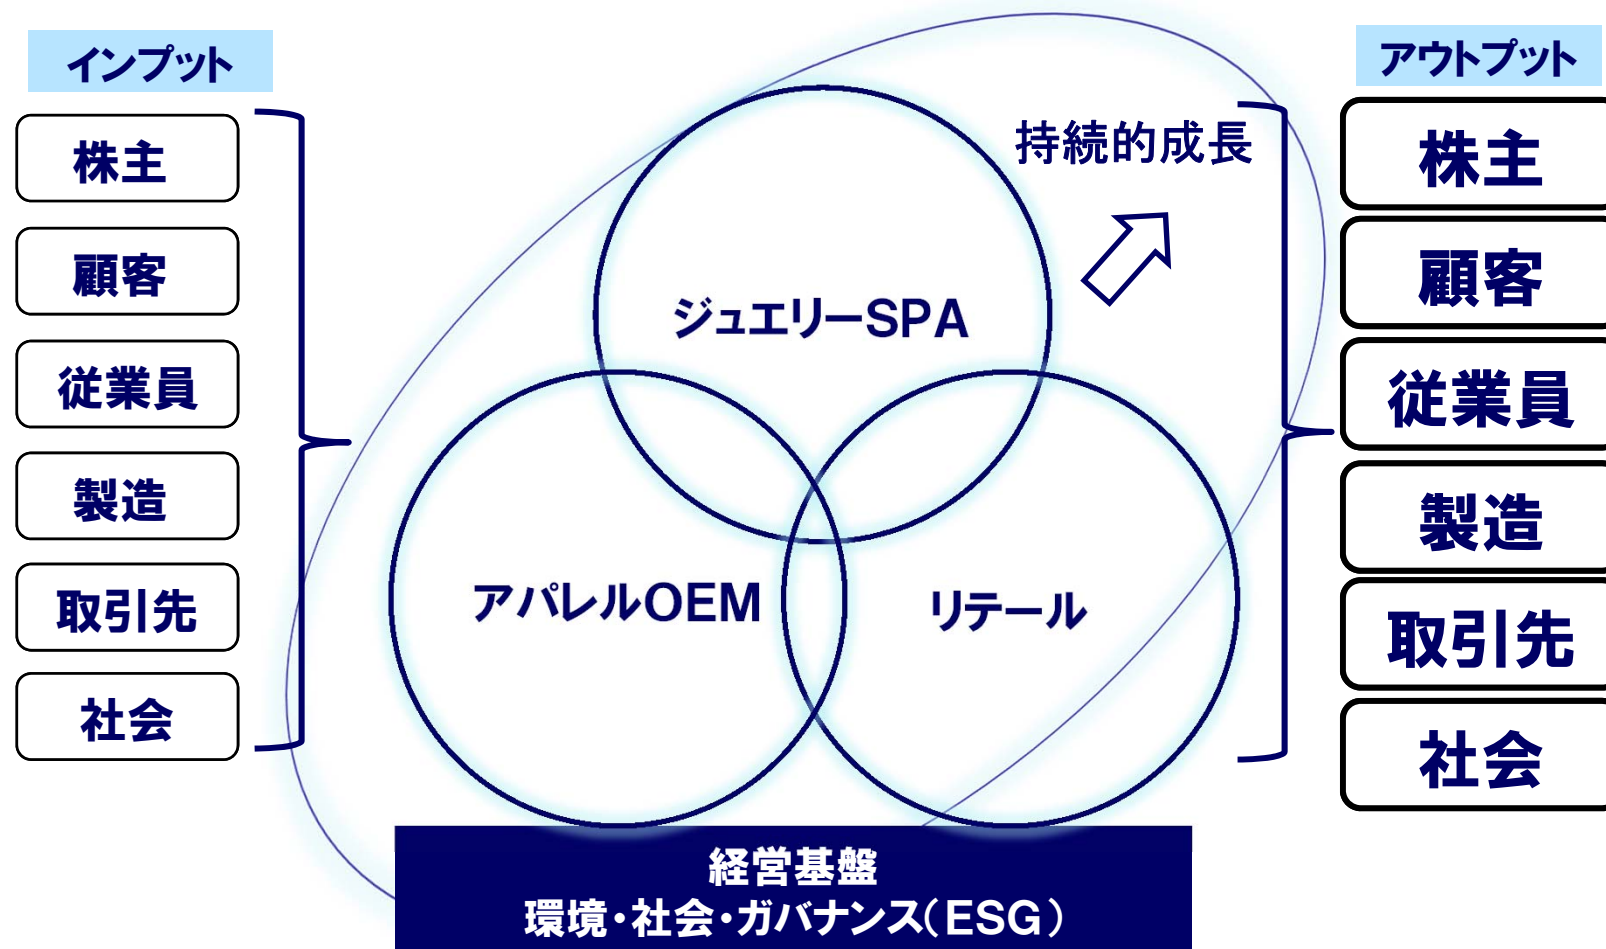 インプット
株主
顧客
従業員
製造
取引先
社会
持続的成長
ジュエリーSPA
アパレルOEM
リテール
経営基盤
環境・社会・ガバナンス(ESG)
アウトプット
株主
顧客
従業員
製造
取引先
社会